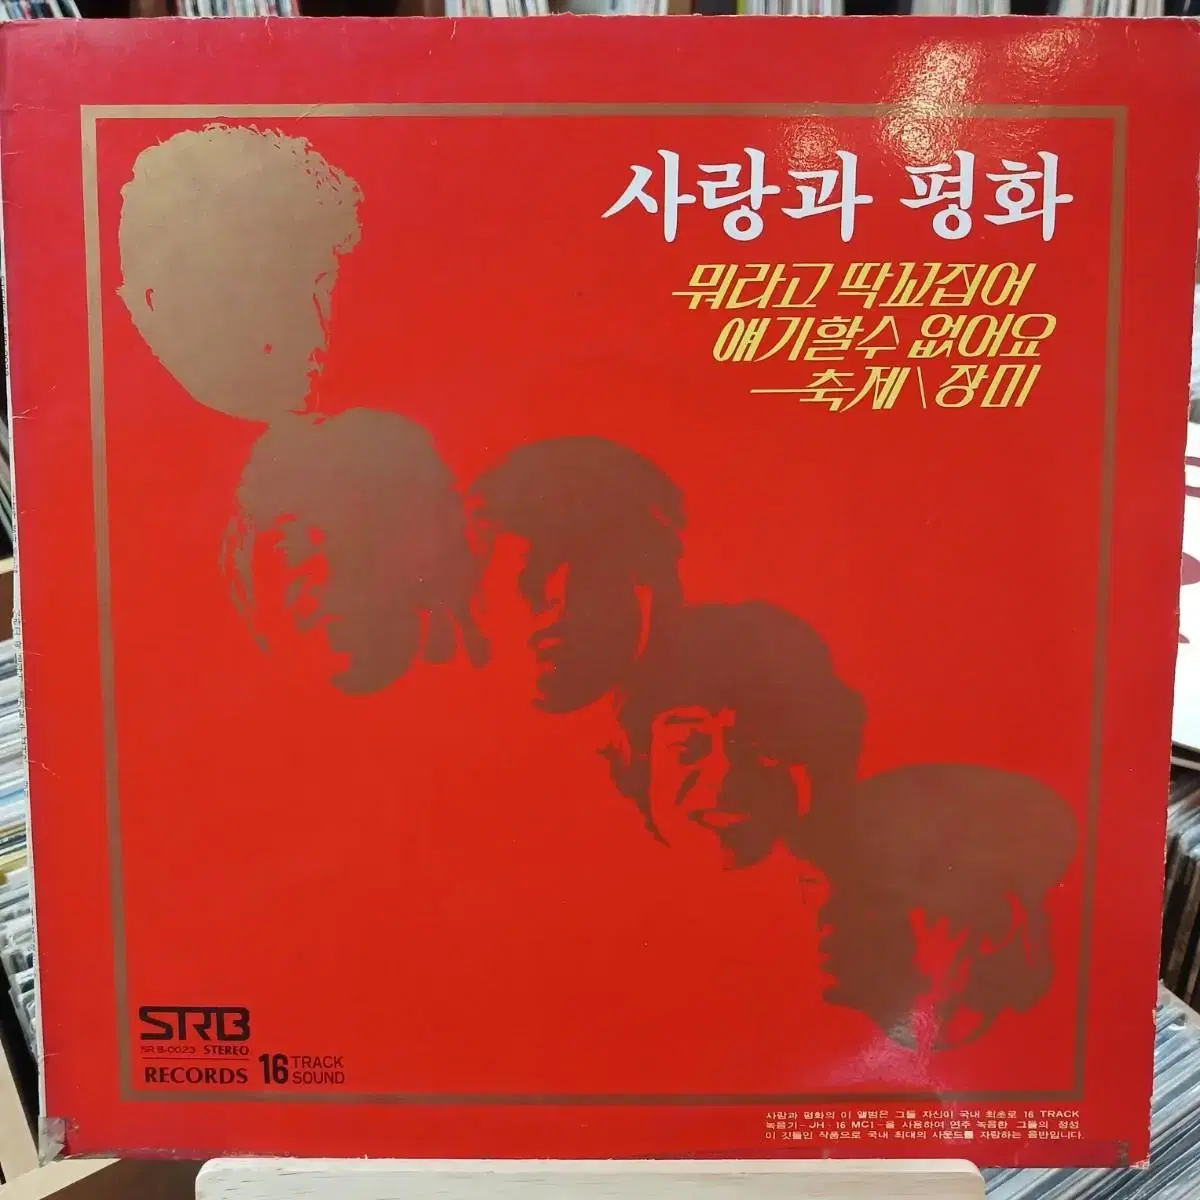 사랑과 평화
뭐라고 딱꼬집어
얘기할수 없어요
—축제\장미
STRB
SRB-0023 STEREO
RECORDS 16 TRACK SOUND
사랑과 평화의 이 앨범은 그들 자신이 국내 최초로 16 TRACK
녹음기-JH-16 MC1-을 사용하여 연주 녹음한 그들의 정성
이 깃들인 작품으로 국내 최대의 사운드를 자랑하는 음반입니다.